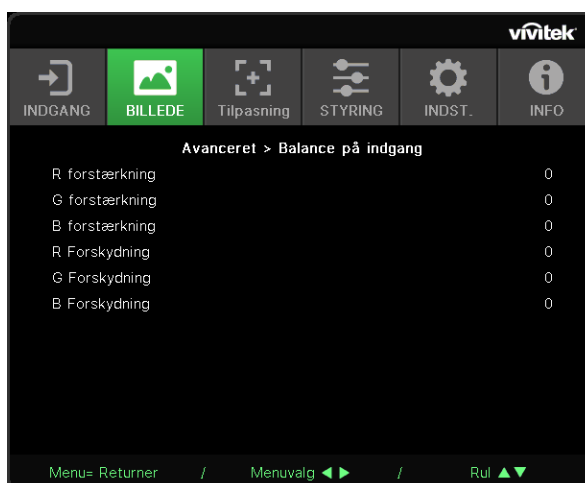 vivitek
INDGANG BILLEDE Tilpasning STYRING INDST. INFO
Avanceret > Balance på indgang
R forstærkning 0
G forstærkning 0
B forstærkning 0
R Forskydning 0
G Forskydning 0
B Forskydning 0
Menu= Returner / Menuvalg ◀ ▶ / Rul ▲▼